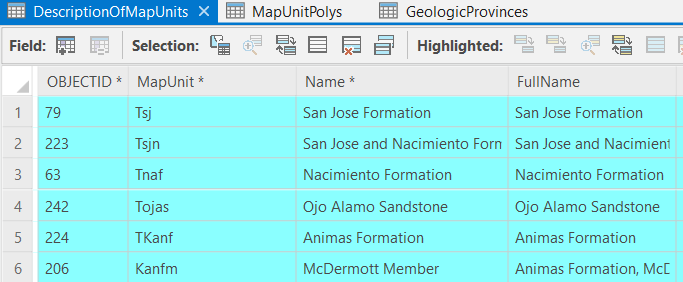 DescriptionOfMapUnits MapUnitPolys GeologicProvinces
Field: Selection: Highlighted:
OBJECTID * MapUnit * Name * FullName
1 79 Tsj San Jose Formation San Jose Formation
2 223 Tsjn San Jose and Nacimiento Forn San Jose and Nacimient
3 63 Tnaf Nacimiento Formation Nacimiento Formation
4 242 Tojas Ojo Alamo Sandstone Ojo Alamo Sandstone
5 224 TKanf Animas Formation Animas Formation
6 206 Kanfm McDermott Member Animas Formation, McD